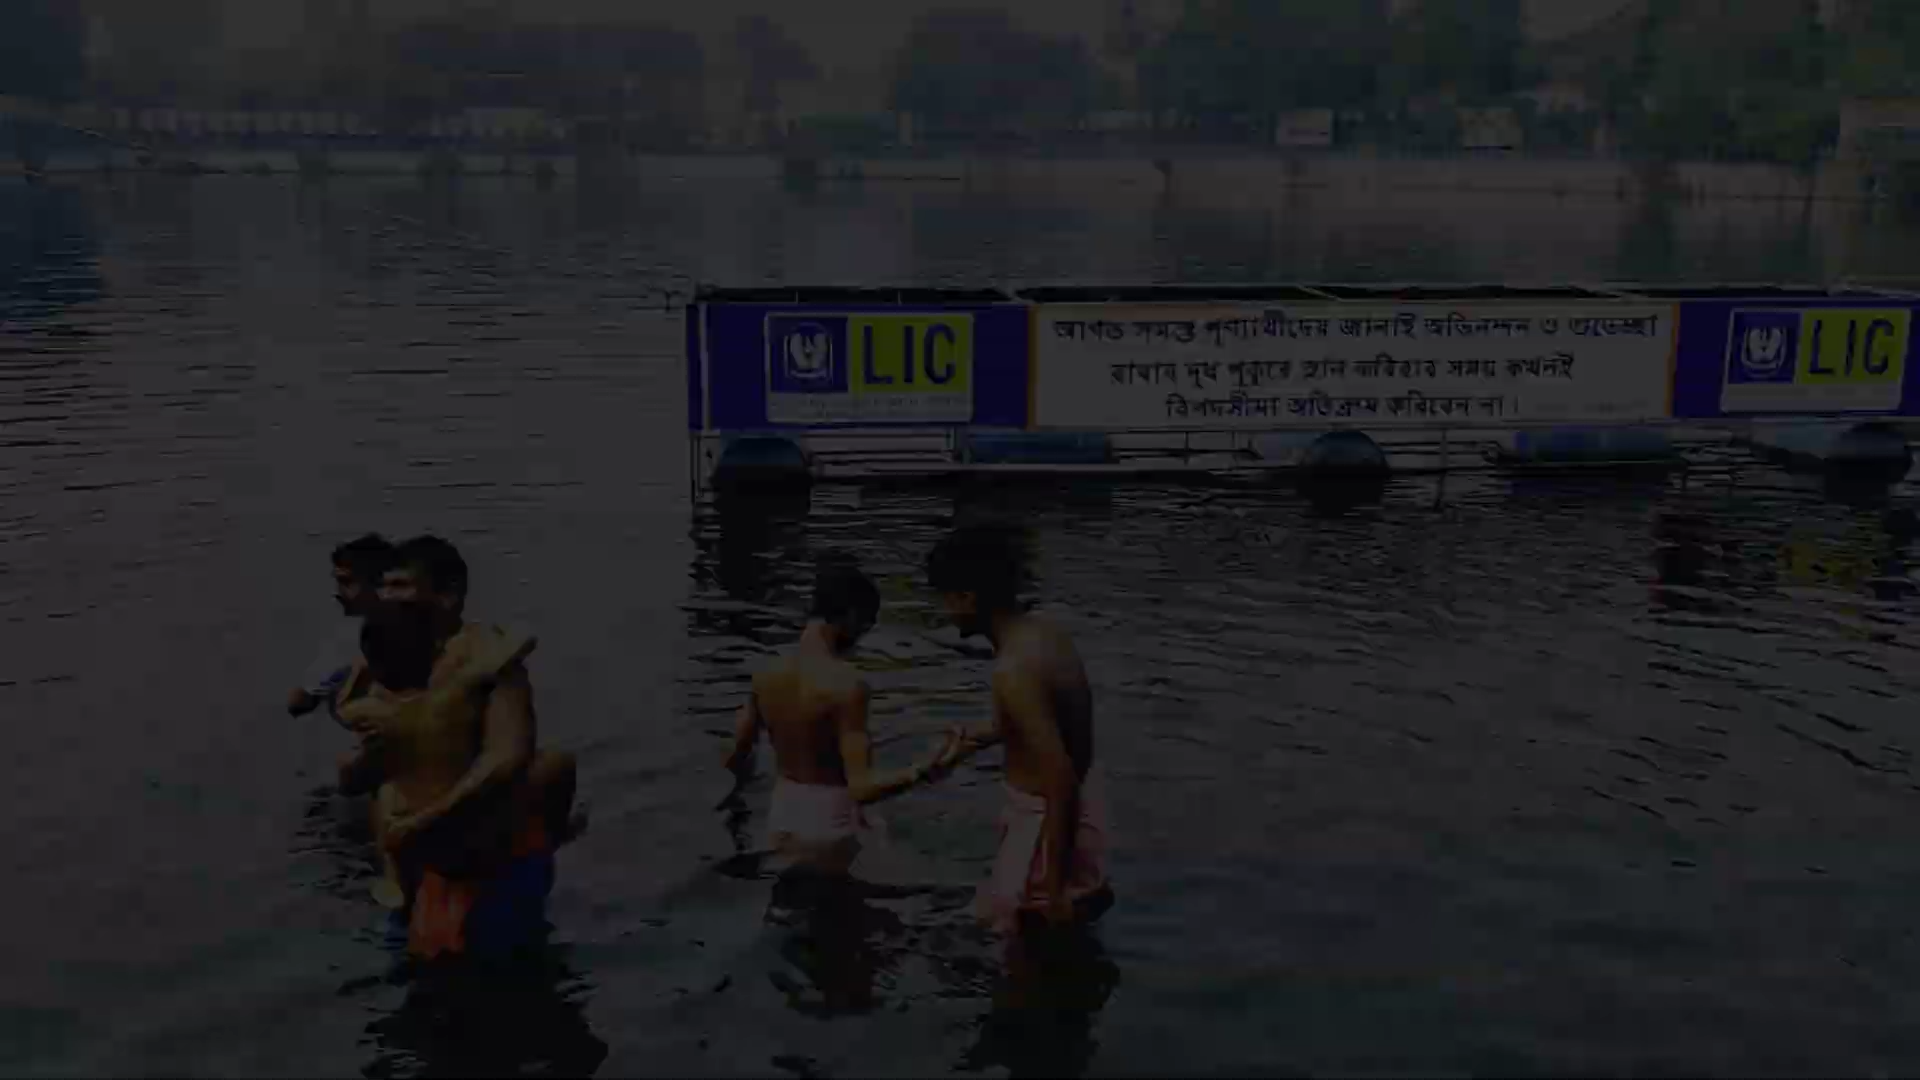 LIC
আগত সমস্ত পূণ্যার্থীদের জানাই অভিনন্দন ও শুভেচ্ছা
বাবার দুধ পুকুরে স্নান করিবার সময় কখনই
বিপদসীমা অতিক্রম করিবেন না।
LIC